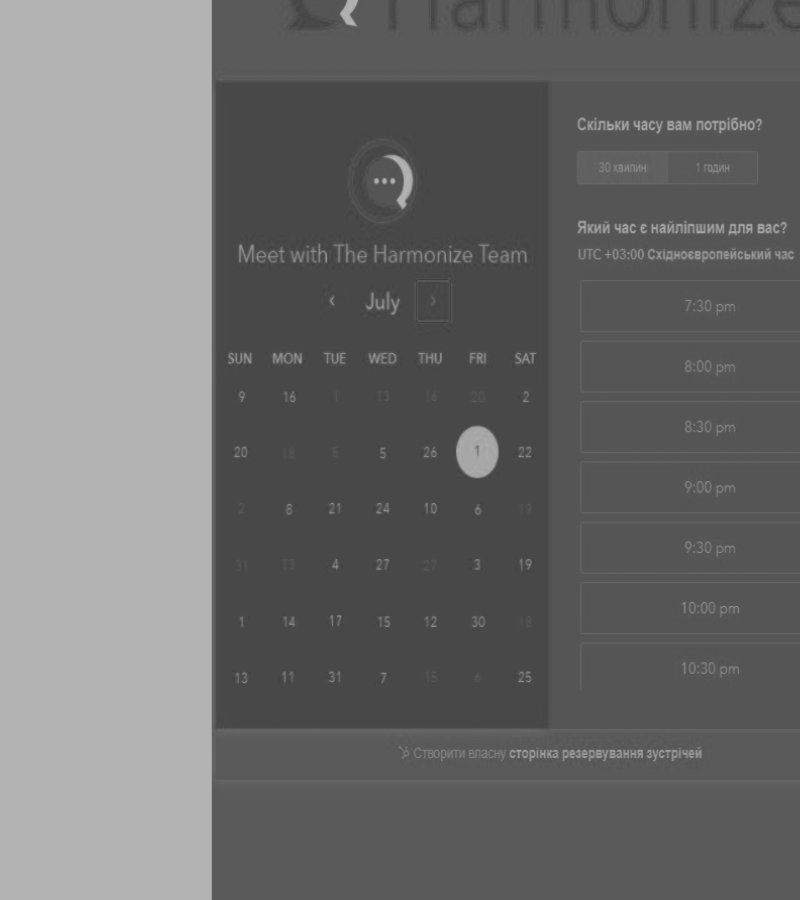 Harmonize
Meet with The Harmonize Team
July
SUN MON TUE WED THU FRI SAT
9 16 1 13 16 20 2
20 18 5 5 26 1 22
2 8 21 24 10 6 19
31 13 4 27 27 3 19
1 14 17 15 12 30 18
13 11 31 7 15 6 25
Скільки часу вам потрібно?
30 хвилин 1 годин
Який час є найліпшим для вас?
UTC +03:00 Східноєвропейський час
7:30 pm
8:00 pm
8:30 pm
9:00 pm
9:30 pm
10:00 pm
10:30 pm
Створити власну сторінка резервування зустрічей